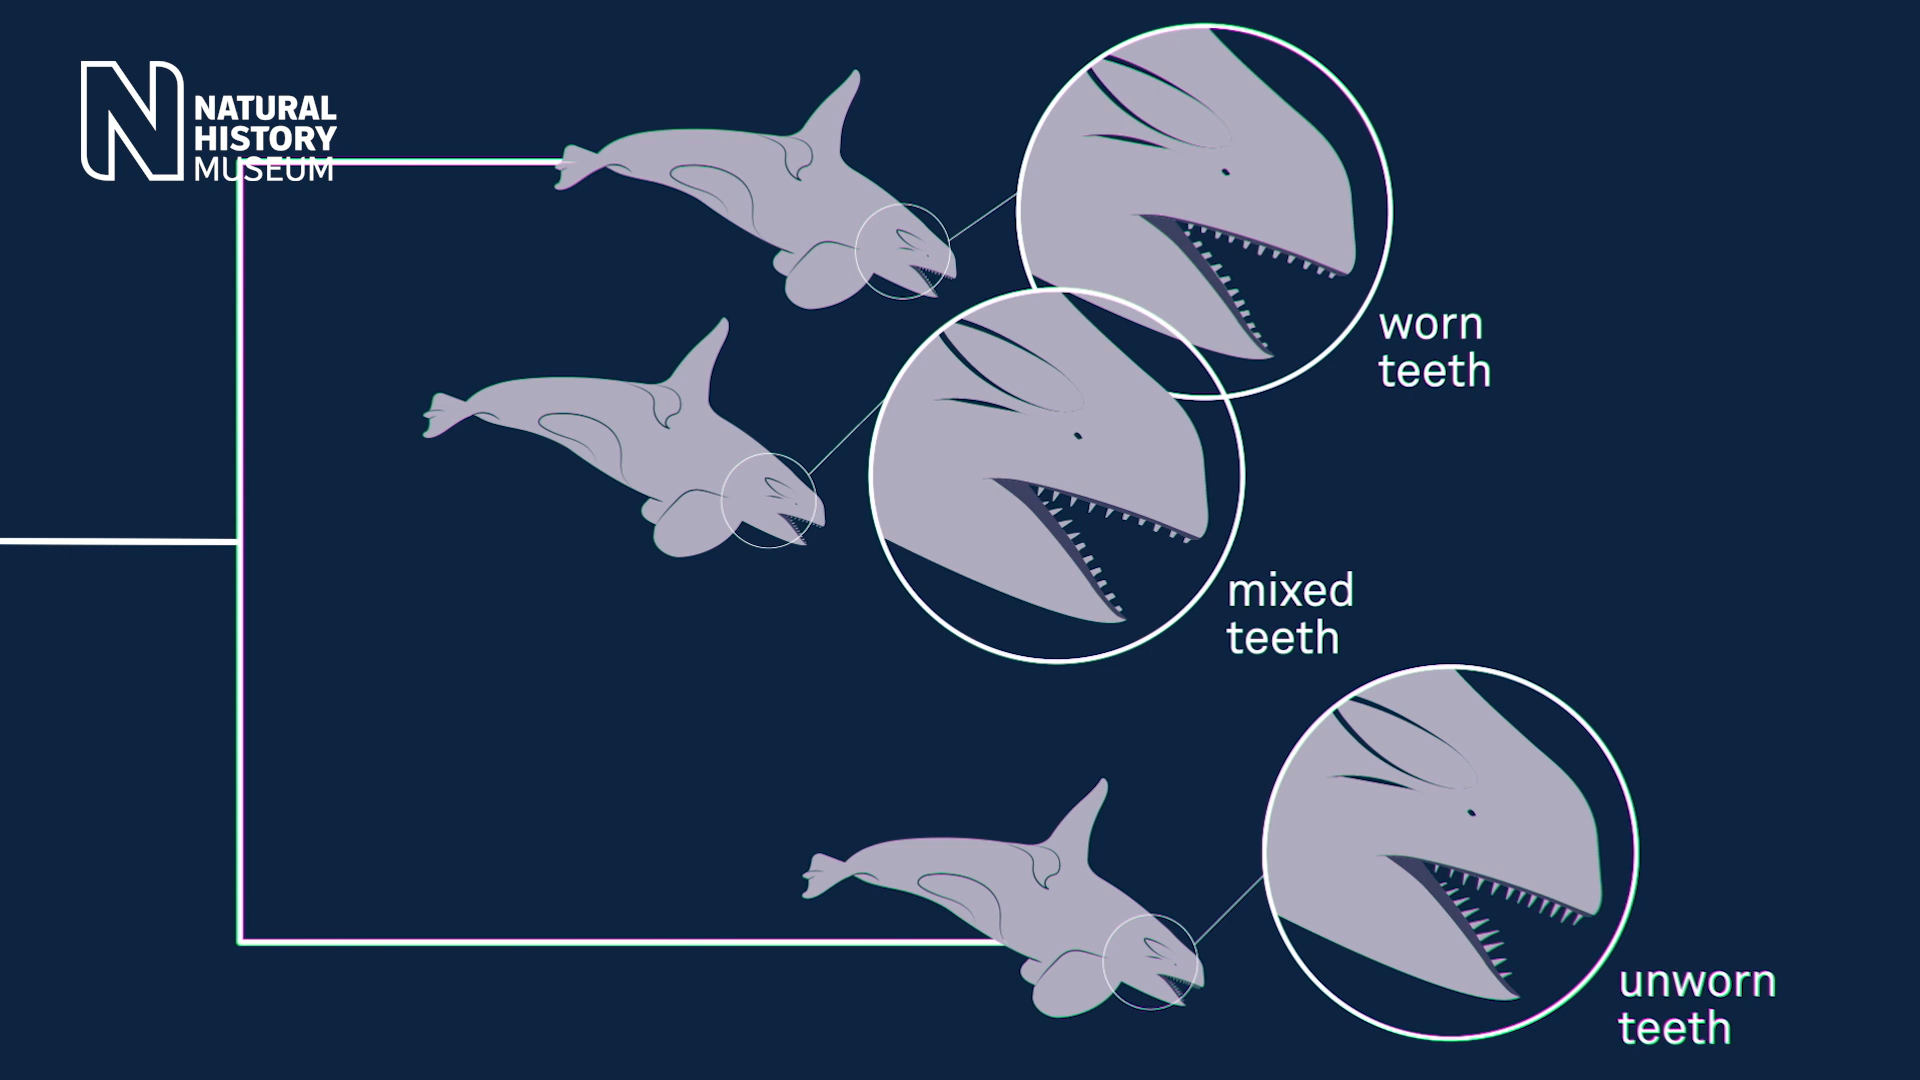 NATURAL
HISTORY
MUSEUM
worn
teeth
mixed
teeth
unworn
teeth